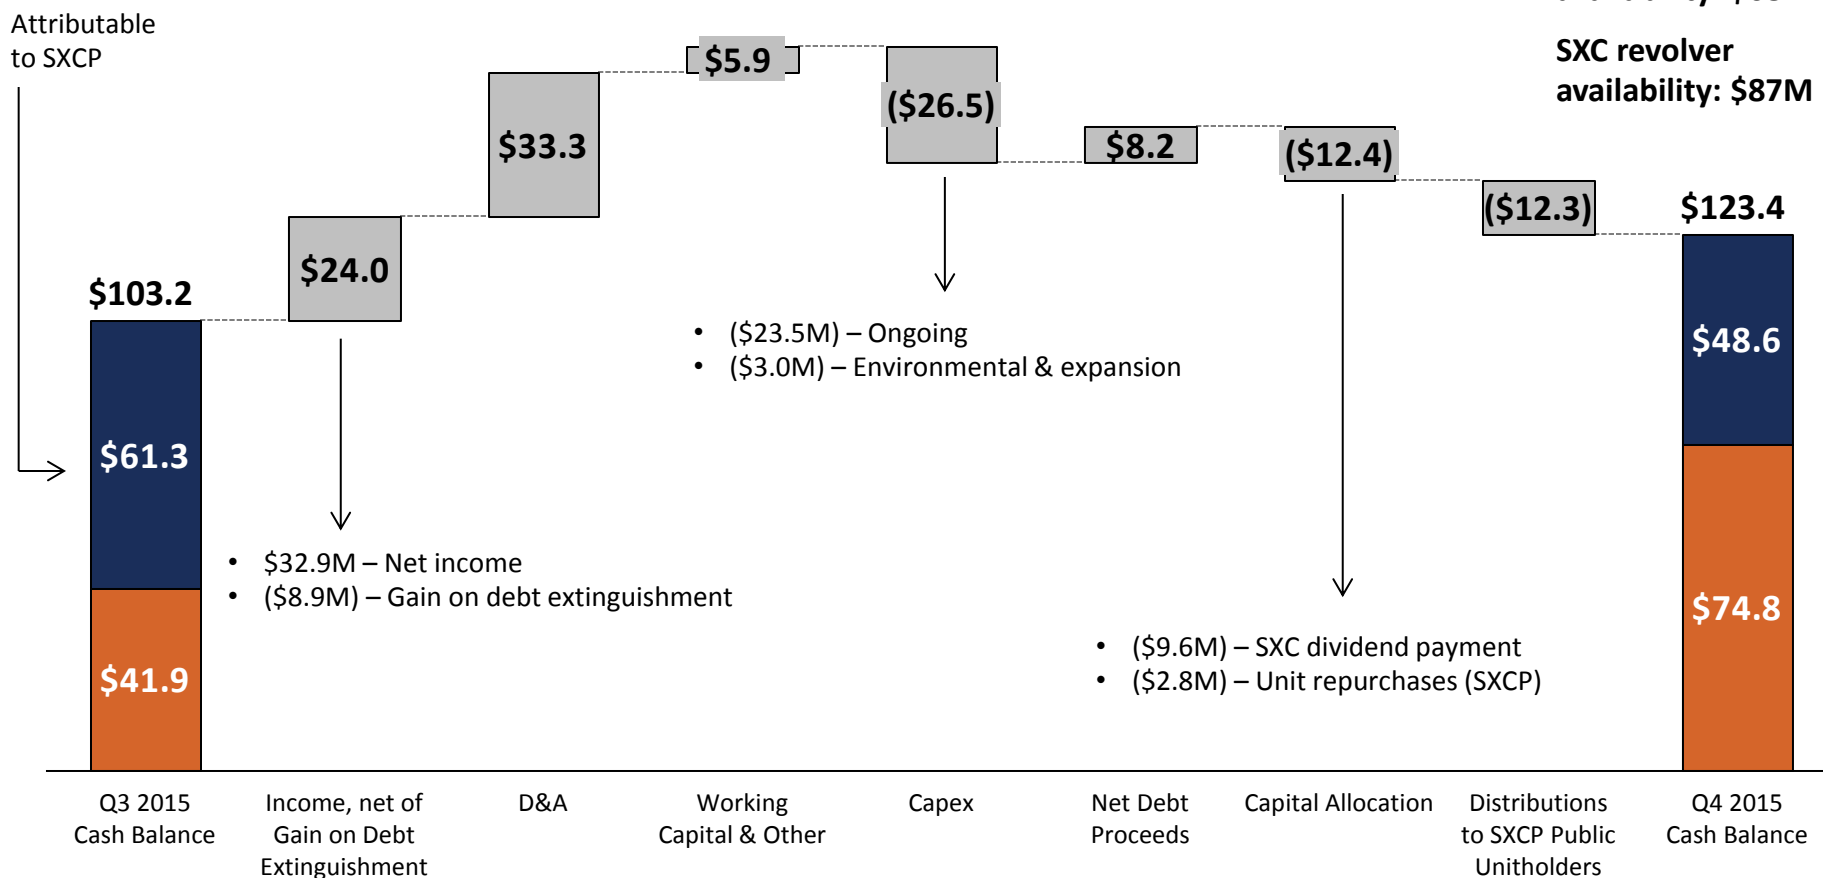 Attributable
to SXCP
SXC revolver
availability: $87M
$5.9
($26.5)
$33.3
$8.2
($12.4)
($12.3)
$123.4
$24.0
$103.2
• ($23.5M) – Ongoing
• ($3.0M) – Environmental & expansion
$48.6
$61.3
• $32.9M – Net income
• ($8.9M) – Gain on debt extinguishment
$74.8
• ($9.6M) – SXC dividend payment
• ($2.8M) – Unit repurchases (SXCP)
$41.9
Q3 2015
Cash Balance
Income, net of
Gain on Debt
Extinguishment
D&A
Working
Capital & Other
Capex
Net Debt
Proceeds
Capital Allocation
Distributions
to SXCP Public
Unitholders
Q4 2015
Cash Balance